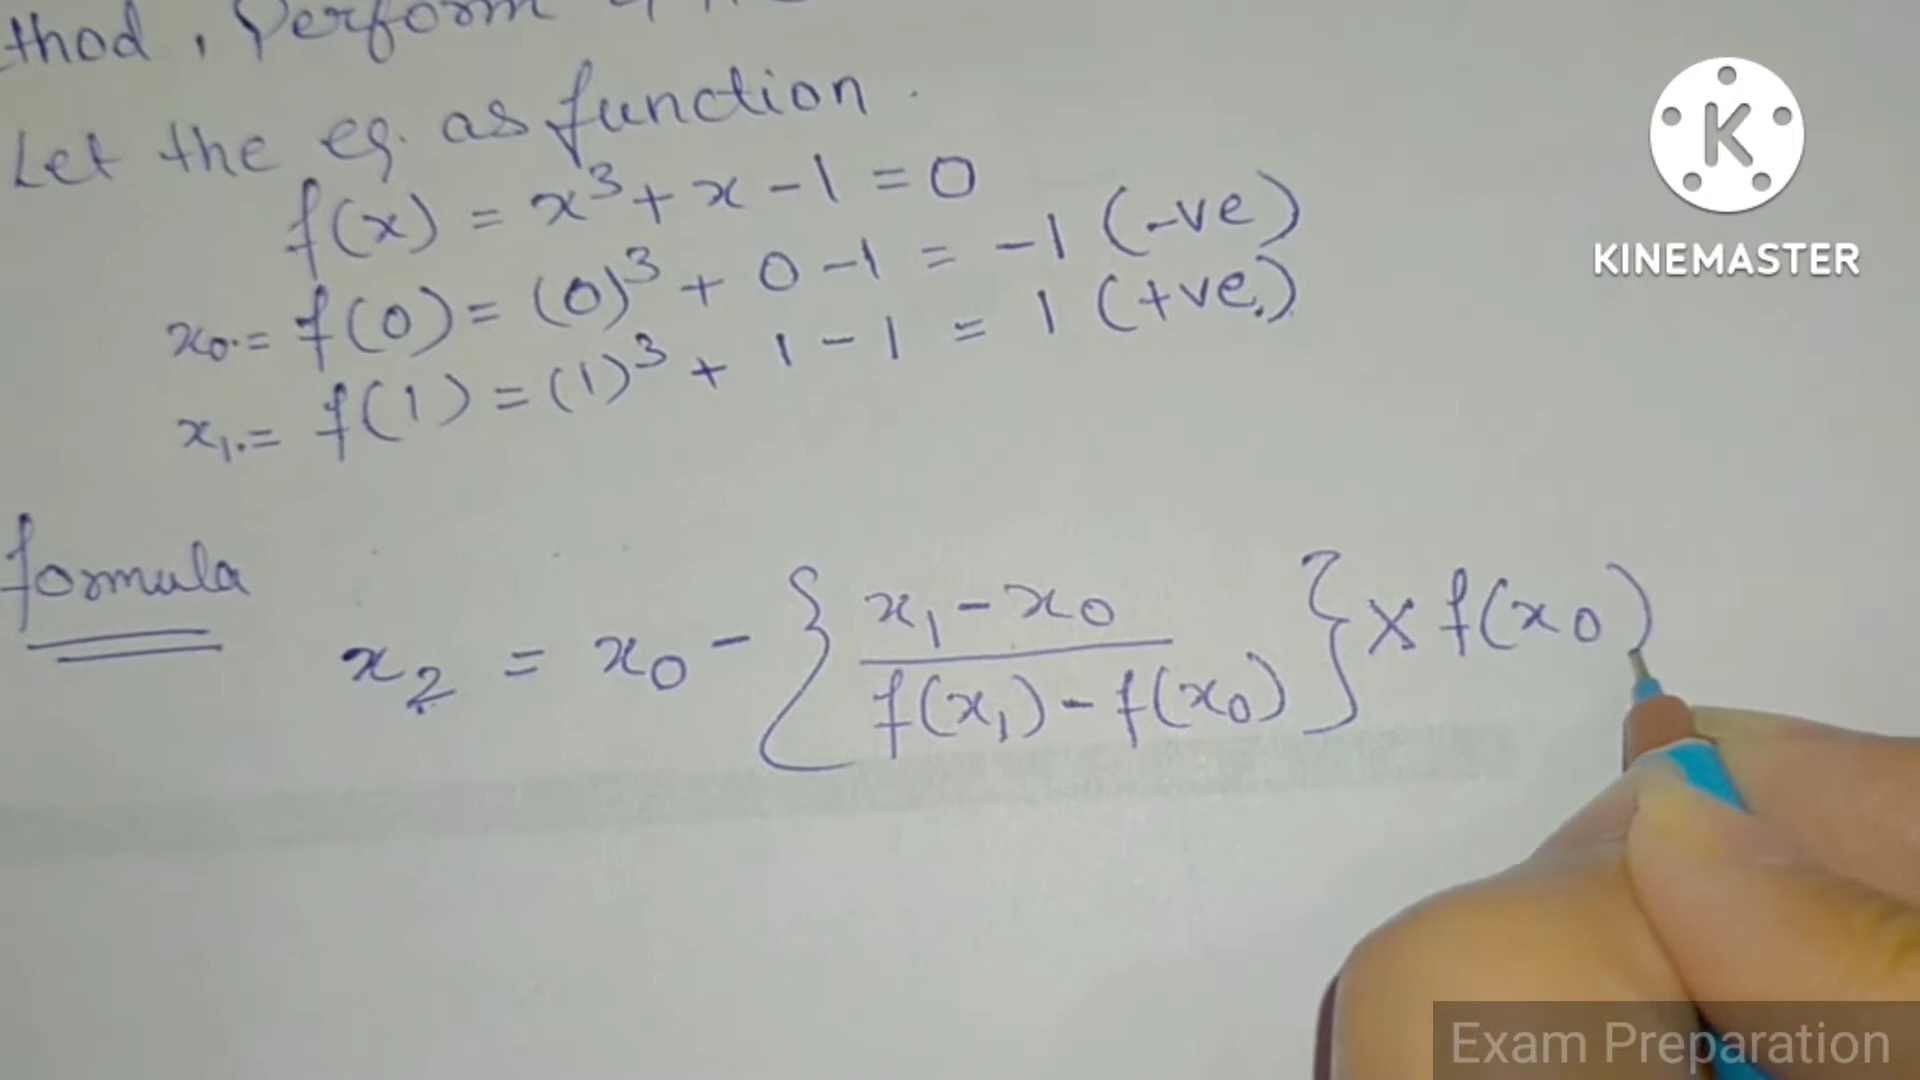 thod, Perform
Let the eq. as function.
f(x) = x³ + x - 1 = 0
x₀.= f(0) = (0)³ + 0 - 1 = -1 (-ve)
x₁.= f(1) = (1)³ + 1 - 1 = 1 (+ve.)
formula
x₂ = x₀ - { x₁ - x₀ / f(x₁) - f(x₀) } × f(x₀)
KINEMASTER
Exam Preparation